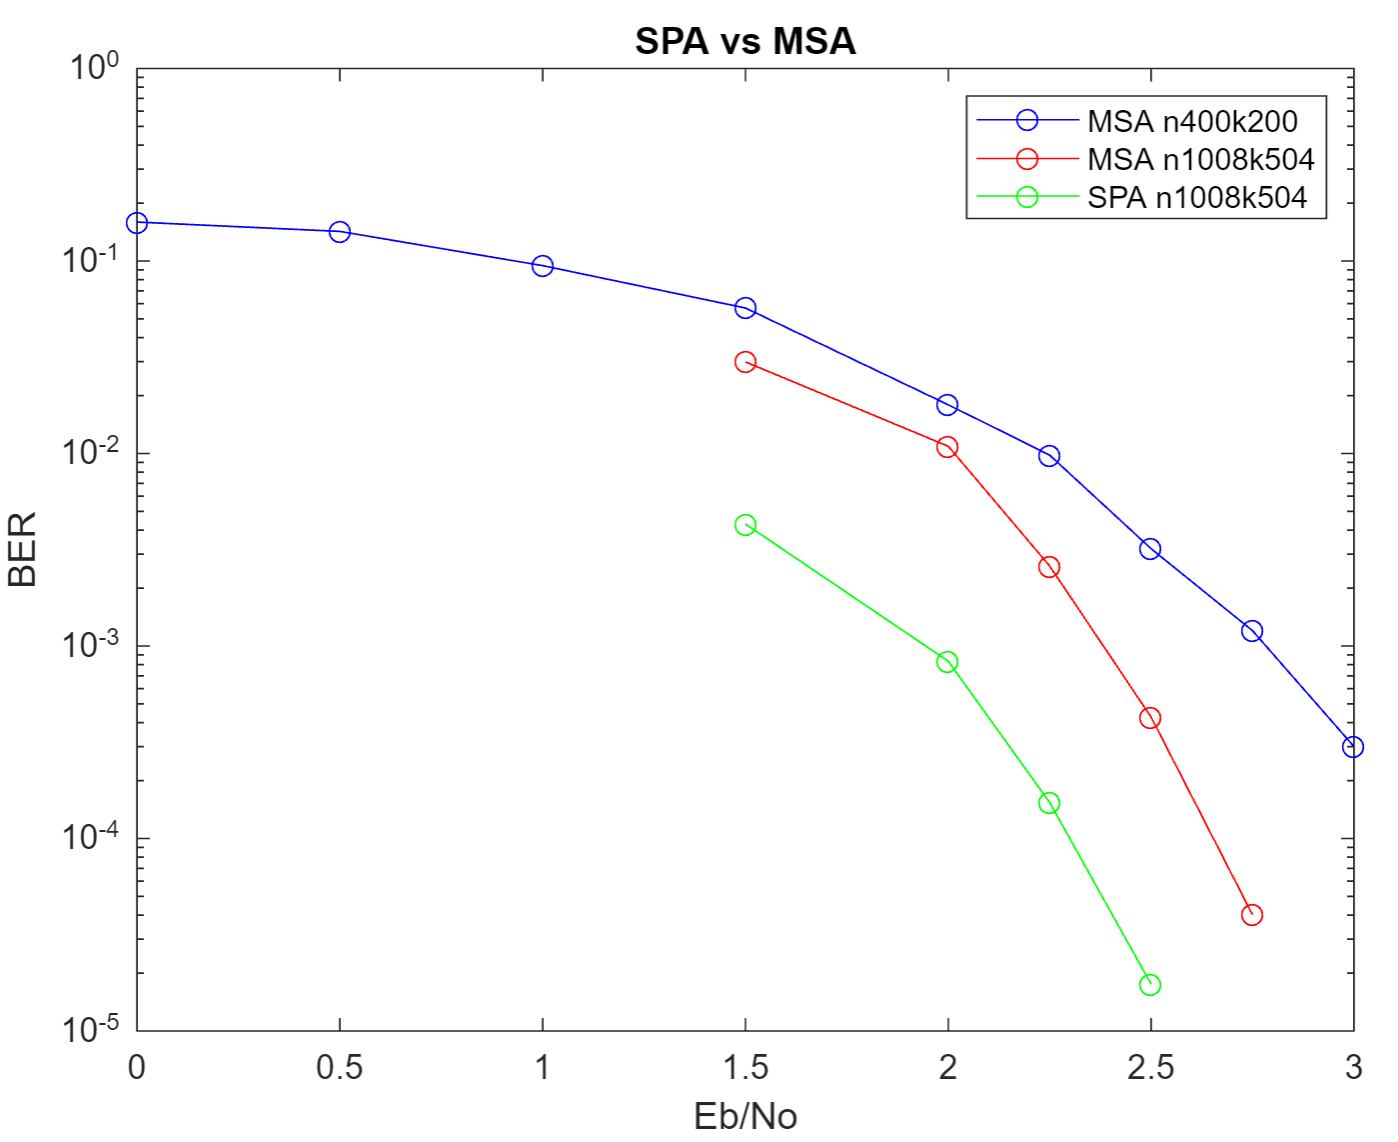 SPA vs MSA
MSA n400k200
MSA n1008k504
SPA n1008k504
10^0
10^-1
10^-2
10^-3
10^-4
10^-5
BER
0 0.5 1 1.5 2 2.5 3
Eb/No